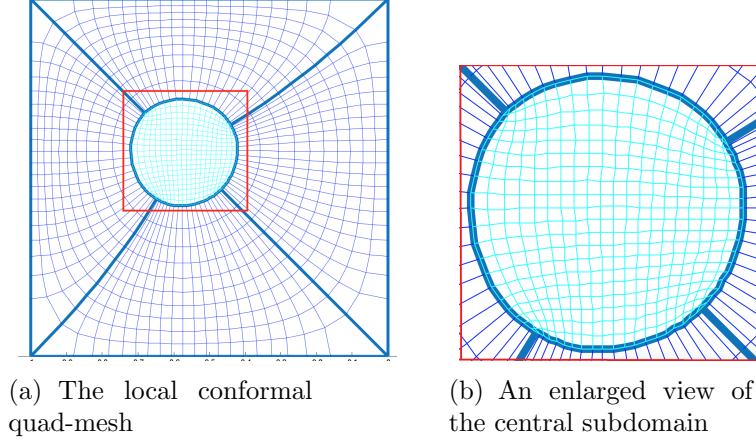 (a) The local conformal
quad-mesh
(b) An enlarged view of
the central subdomain